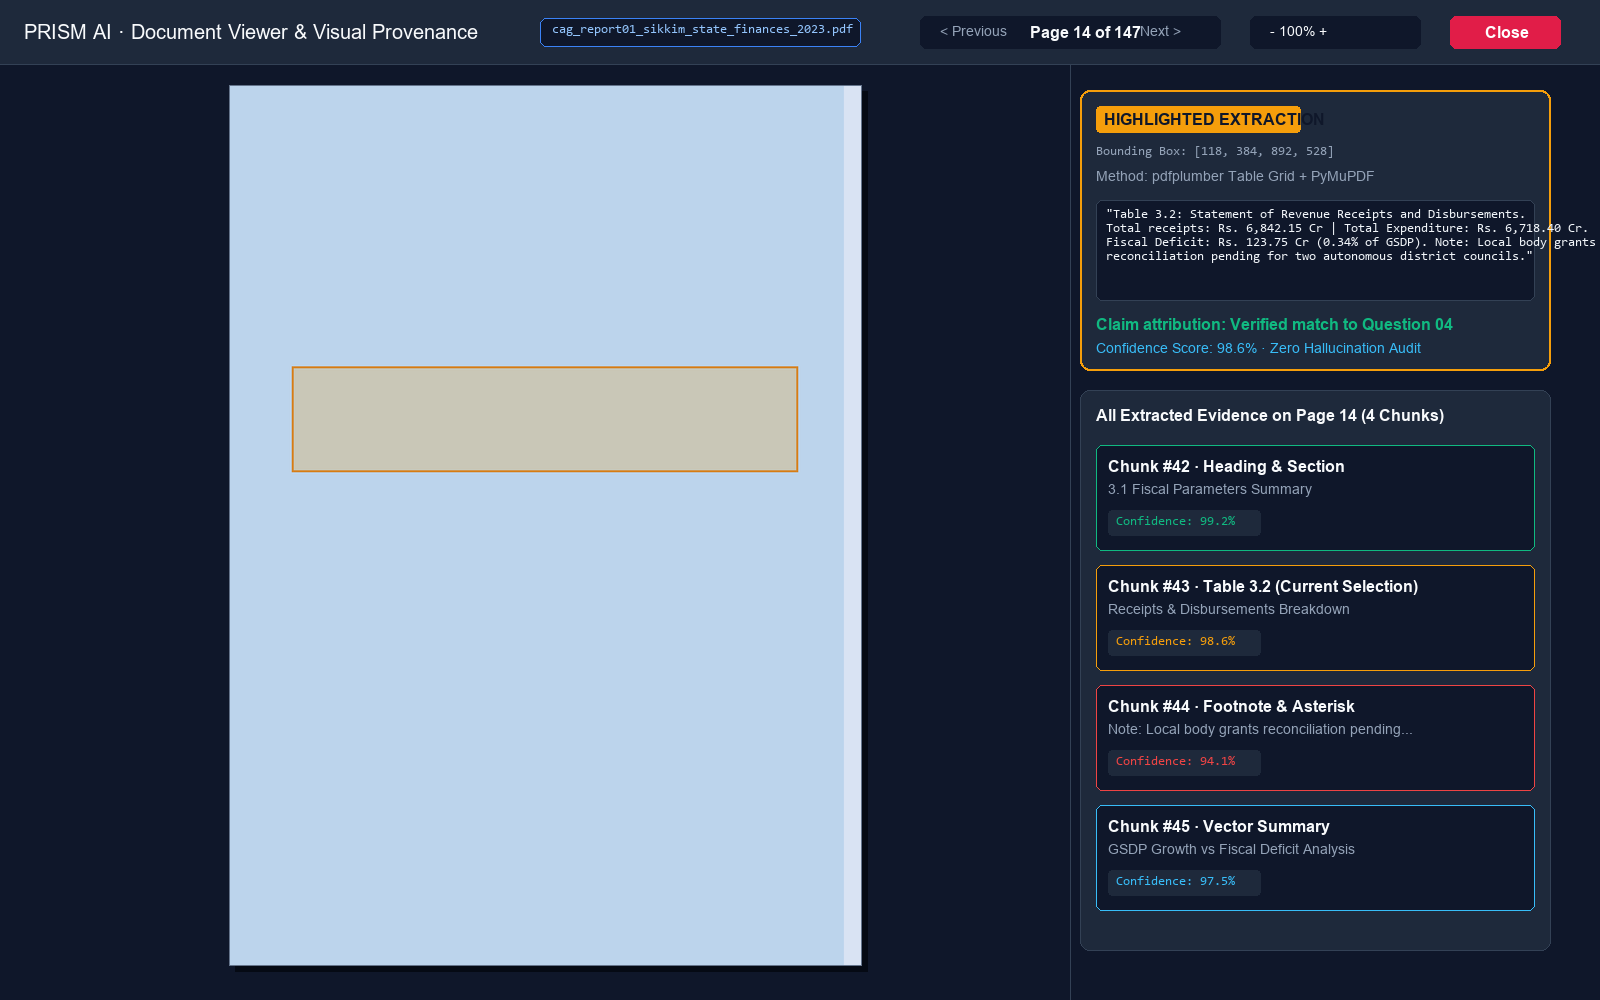 PRISM AI · Document Viewer & Visual Provenance
cag_report01_sikkim_state_finances_2023.pdf
< Previous
Page 14 of 147
Next >
- 100% +
Close
HIGHLIGHTED EXTRACTION
Bounding Box: [118, 384, 892, 528]
Method: pdfplumber Table Grid + PyMuPDF
"Table 3.2: Statement of Revenue Receipts and Disbursements.
Total receipts: Rs. 6,842.15 Cr | Total Expenditure: Rs. 6,718.40 Cr.
Fiscal Deficit: Rs. 123.75 Cr (0.34% of GSDP). Note: Local body grants
reconciliation pending for two autonomous district councils."
Claim attribution: Verified match to Question 04
Confidence Score: 98.6% · Zero Hallucination Audit
All Extracted Evidence on Page 14 (4 Chunks)
Chunk #42 · Heading & Section
3.1 Fiscal Parameters Summary
Confidence: 99.2%
Chunk #43 · Table 3.2 (Current Selection)
Receipts & Disbursements Breakdown
Confidence: 98.6%
Chunk #44 · Footnote & Asterisk
Note: Local body grants reconciliation pending...
Confidence: 94.1%
Chunk #45 · Vector Summary
GSDP Growth vs Fiscal Deficit Analysis
Confidence: 97.5%